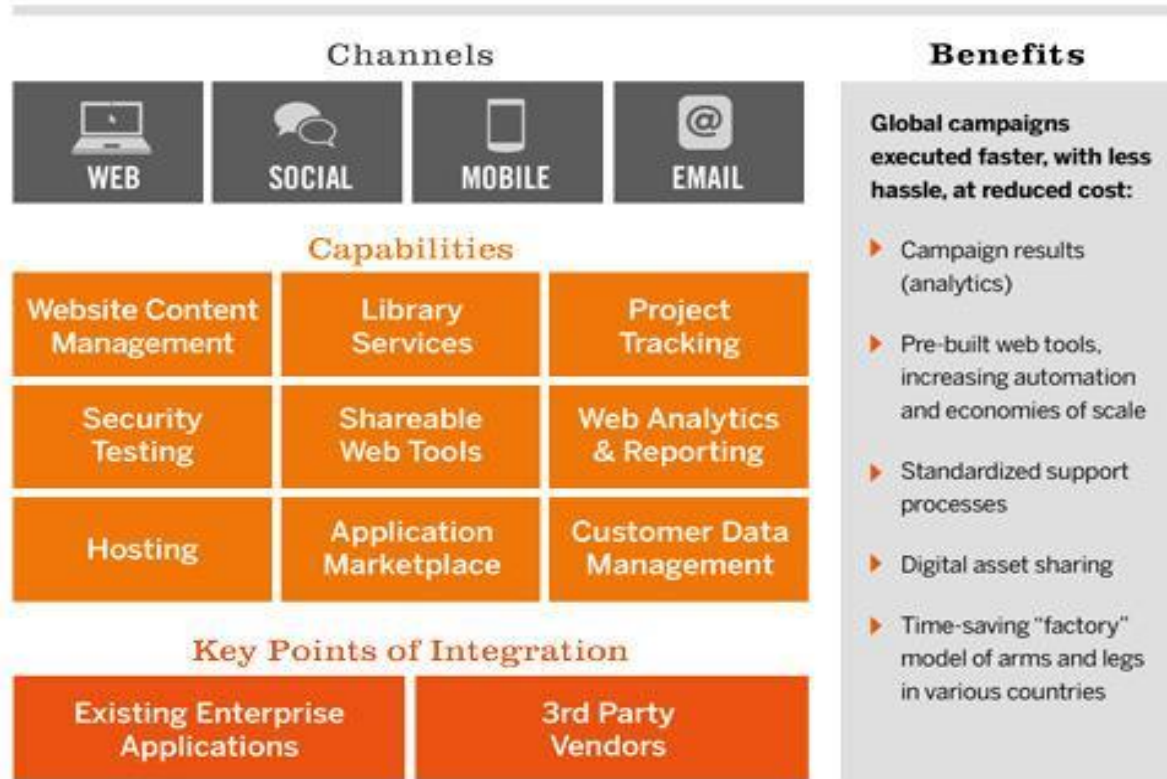 Channels
WEB
SOCIAL
MOBILE
@
EMAIL
Capabilities
Website Content
Management
Library
Services
Project
Tracking
Security
Testing
Shareable
Web Tools
Web Analytics
& Reporting
Hosting
Application
Marketplace
Customer Data
Management
Key Points of Integration
Existing Enterprise
Applications
3rd Party
Vendors
Benefits
Global campaigns
executed faster, with less
hassle, at reduced cost:
Campaign results
(analytics)
Pre-built web tools,
increasing automation
and economies of scale
Standardized support
processes
Digital asset sharing
Time-saving "factory"
model of arms and legs
in various countries